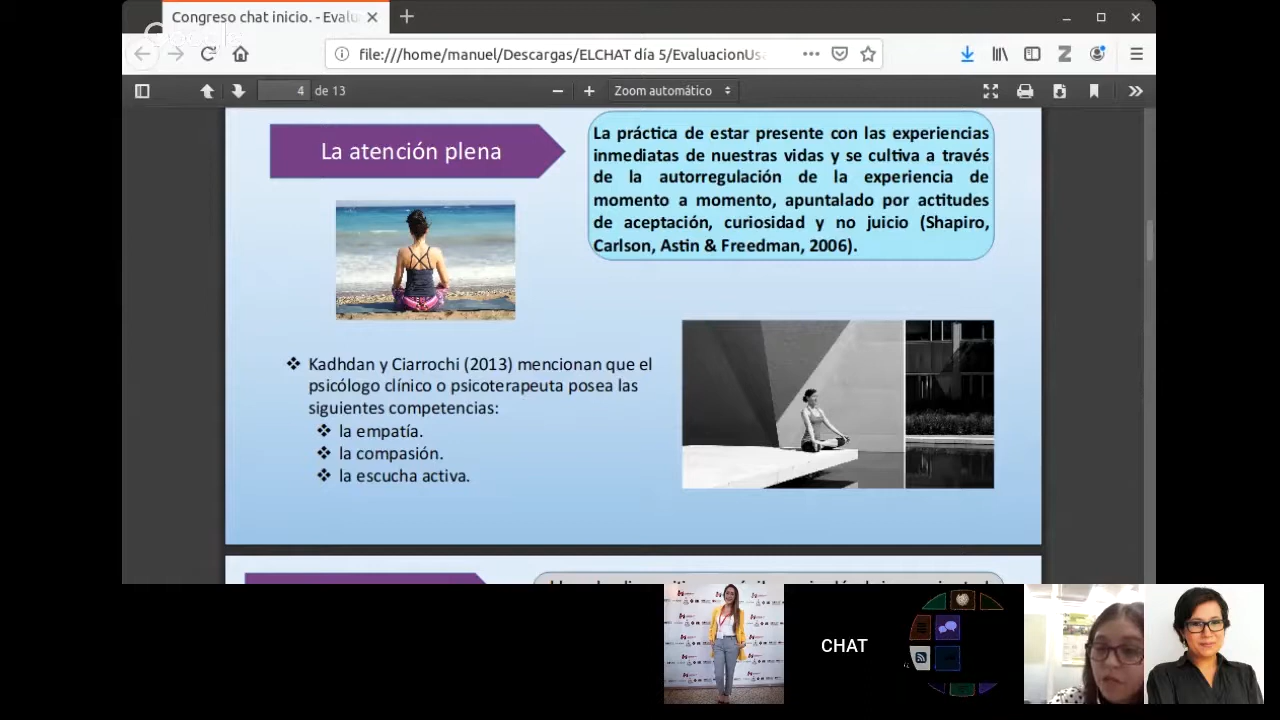 Congreso chat inicio. - Evalu
file:///home/manuel/Descargas/ELCHAT día 5/EvaluacionUs
4 de 13
Zoom automático
La atención plena
La práctica de estar presente con las experiencias
inmediatas de nuestras vidas y se cultiva a través
de la autorregulación de la experiencia de
momento a momento, apuntalado por actitudes
de aceptación, curiosidad y no juicio (Shapiro,
Carlson, Astin & Freedman, 2006).
Kadhdan y Ciarrochi (2013) mencionan que el
psicólogo clínico o psicoterapeuta posea las
siguientes competencias:
la empatía.
la compasión.
la escucha activa.
CHAT